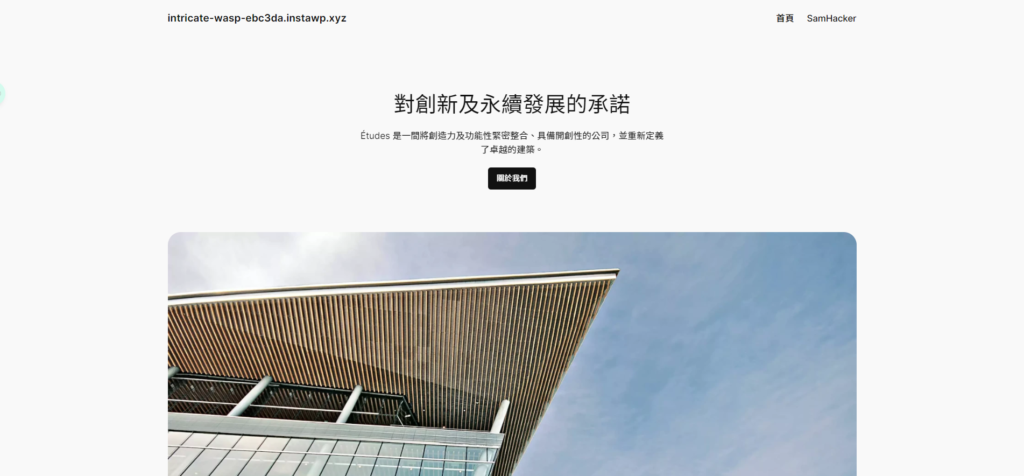 intricate-wasp-ebc3da.instawp.xyz
首頁 SamHacker
對創新及永續發展的承諾
Études 是一間將創造力及功能性緊密整合、具備開創性的公司，並重新定義
了卓越的建築。
關於我們